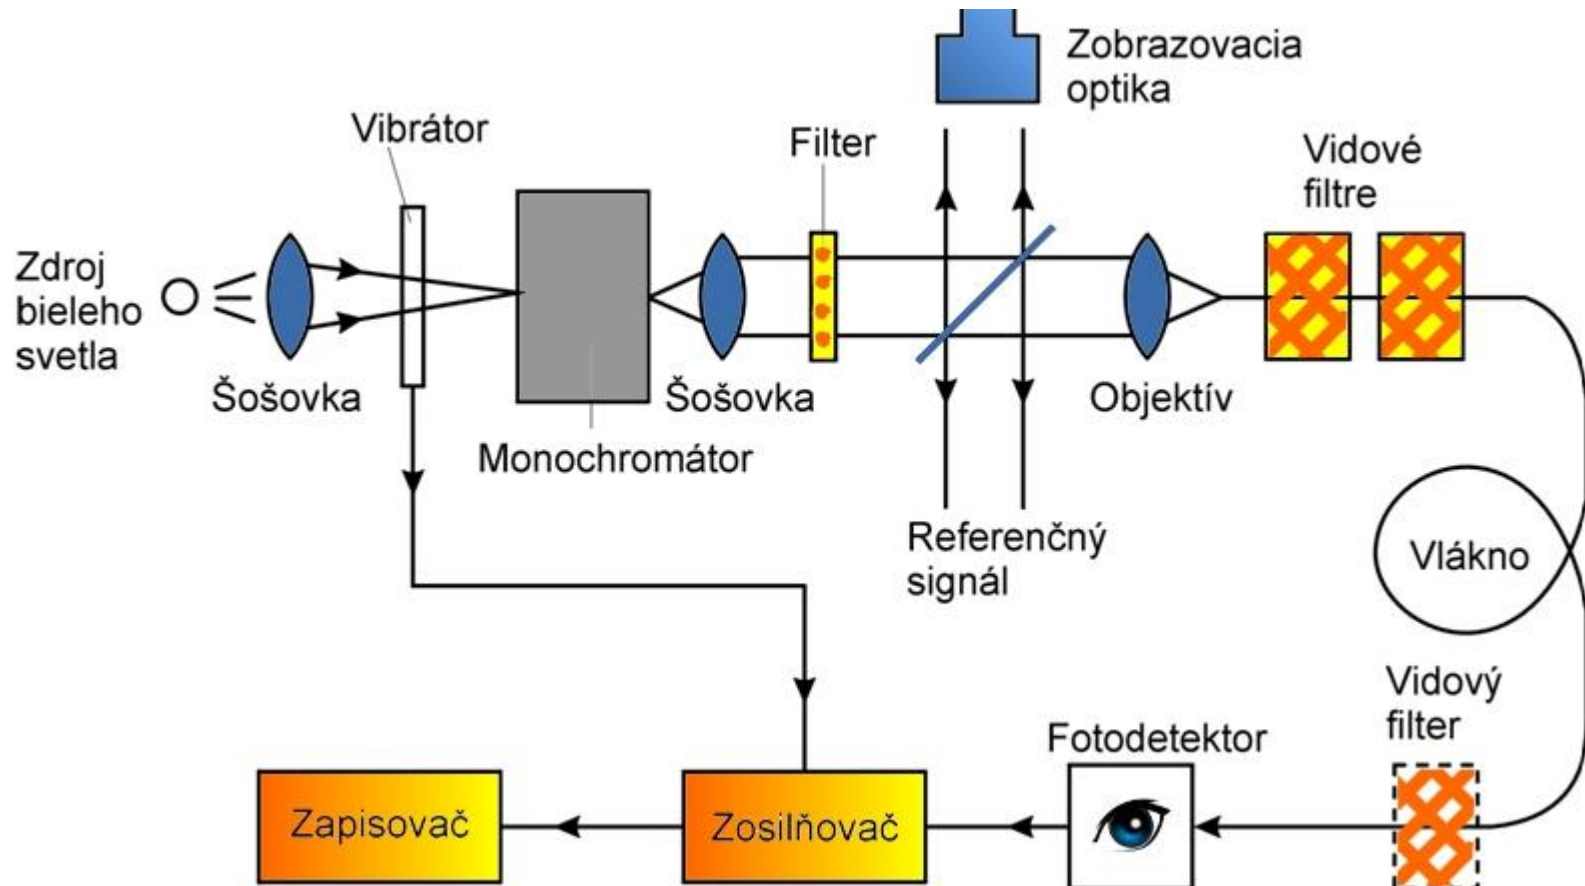 Zobrazovacia
optika
Vibrátor
Filter
Vidové
filtre
Zdroj
bieleho
svetla
Šošovka
Šošovka
Objektív
Monochromátor
Referenčný
signál
Vlákno
Vidový
filter
Fotodetektor
Zapisovač
Zosilňovač